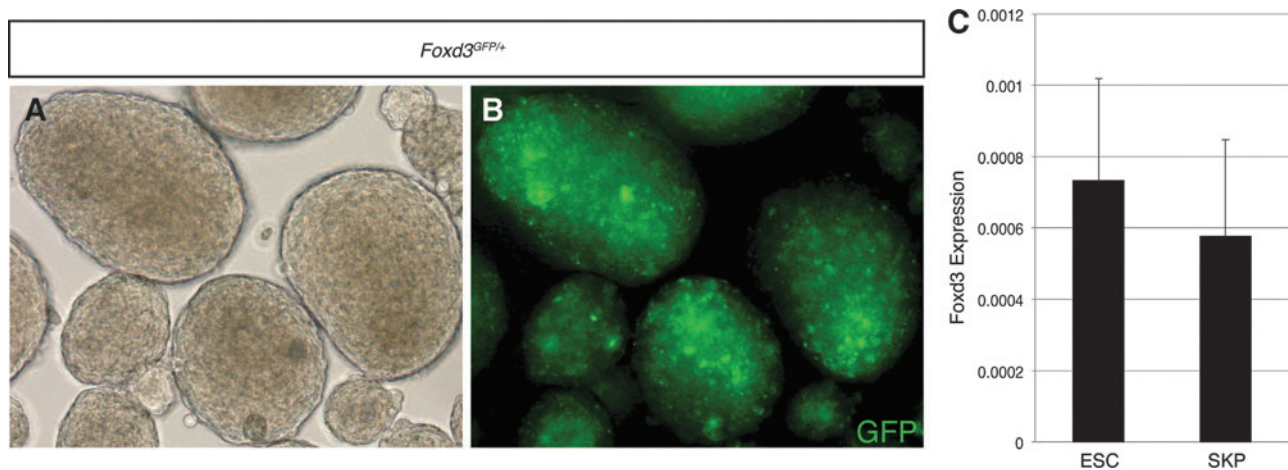 Foxd3GFP/+
A
B
GFP
C
Foxd3 Expression
0.0012
0.001
0.0008
0.0006
0.0004
0.0002
0
ESC
SKP